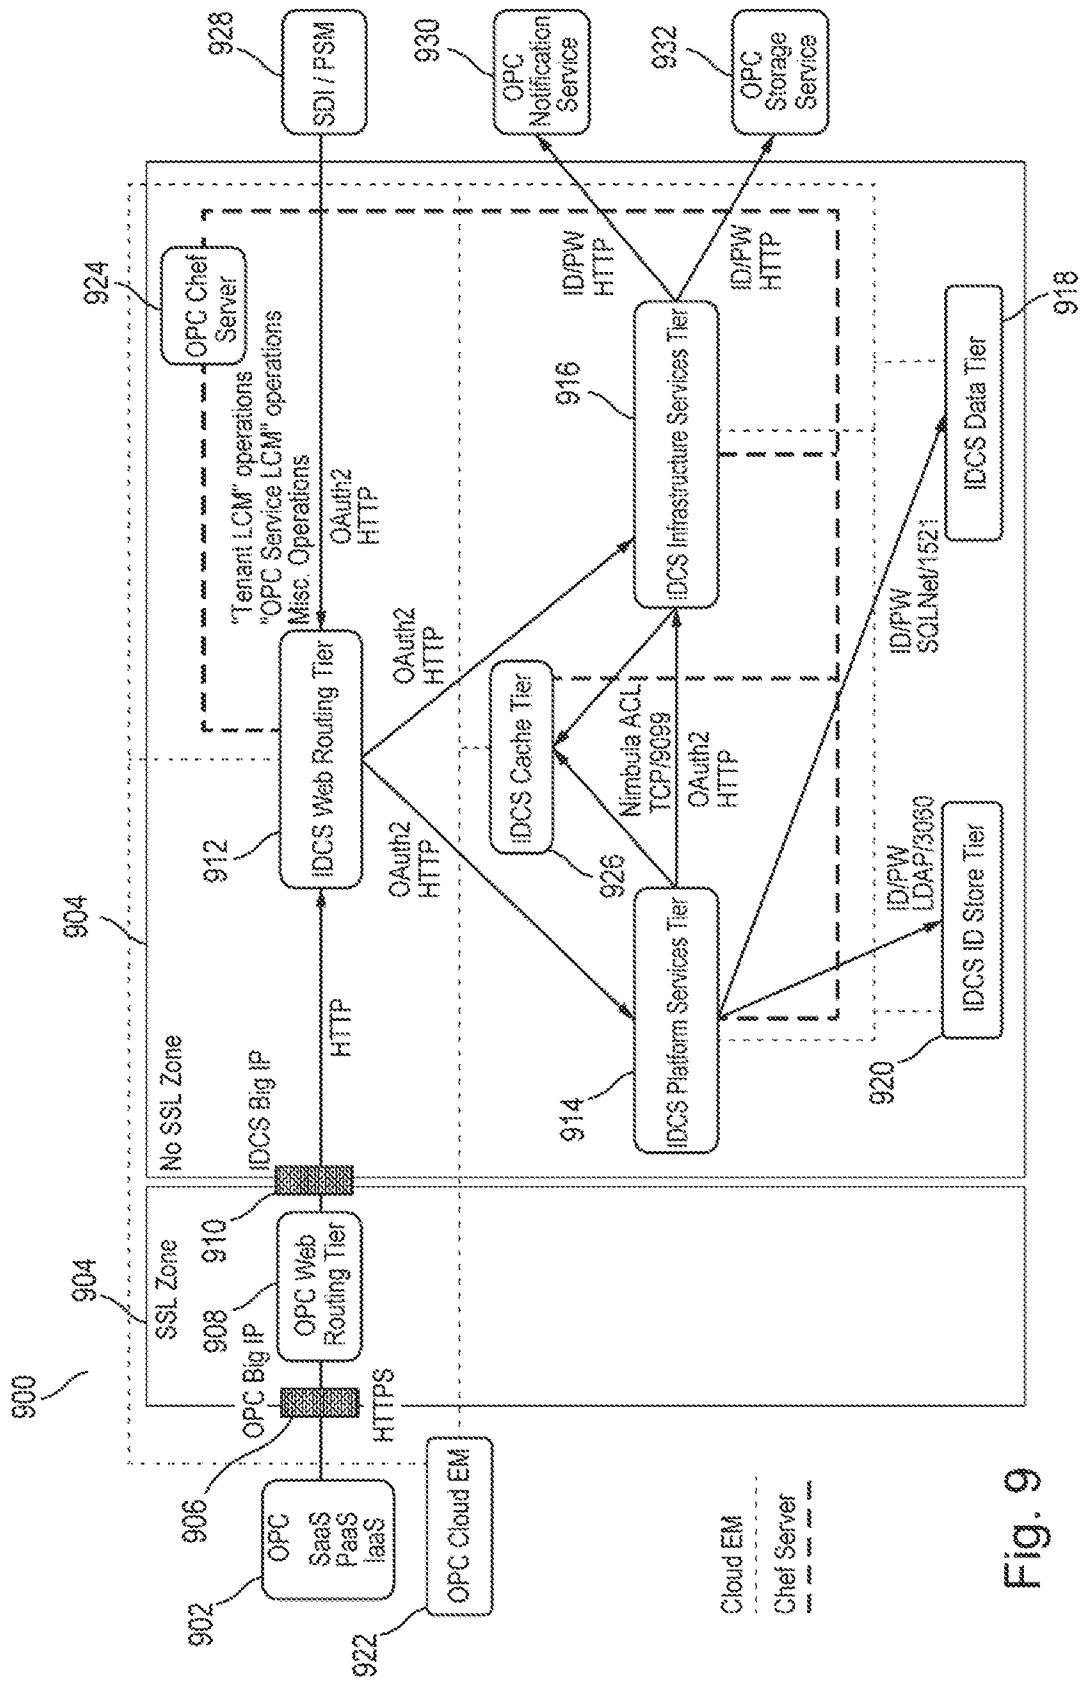 900
904
904
SSL Zone
No SSL Zone
902
OPC
SaaS
PaaS
IaaS
906
OPC Big IP
HTTPS
908
OPC Web
Routing Tier
910
IDCS Big IP
HTTP
912
IDCS Web Routing Tier
924
OPC Chef
Server
"Tenant LCM" operations
"OPC Service LCM" operations
Misc. Operations
OAuth2
HTTP
928
SDI / PSM
922
OPC Cloud EM
OAuth2
HTTP
OAuth2
HTTP
926
IDCS Cache Tier
Nimbula ACL
TCP/9099
OAuth2
HTTP
914
IDCS Platform Services Tier
916
IDCS Infrastructure Services Tier
ID/PW
HTTP
ID/PW
HTTP
930
OPC
Notification
Service
932
OPC
Storage
Service
ID/PW
LDAP/3060
ID/PW
SQLNet/1521
920
IDCS ID Store Tier
918
IDCS Data Tier
Cloud EM
Chef Server
Fig. 9